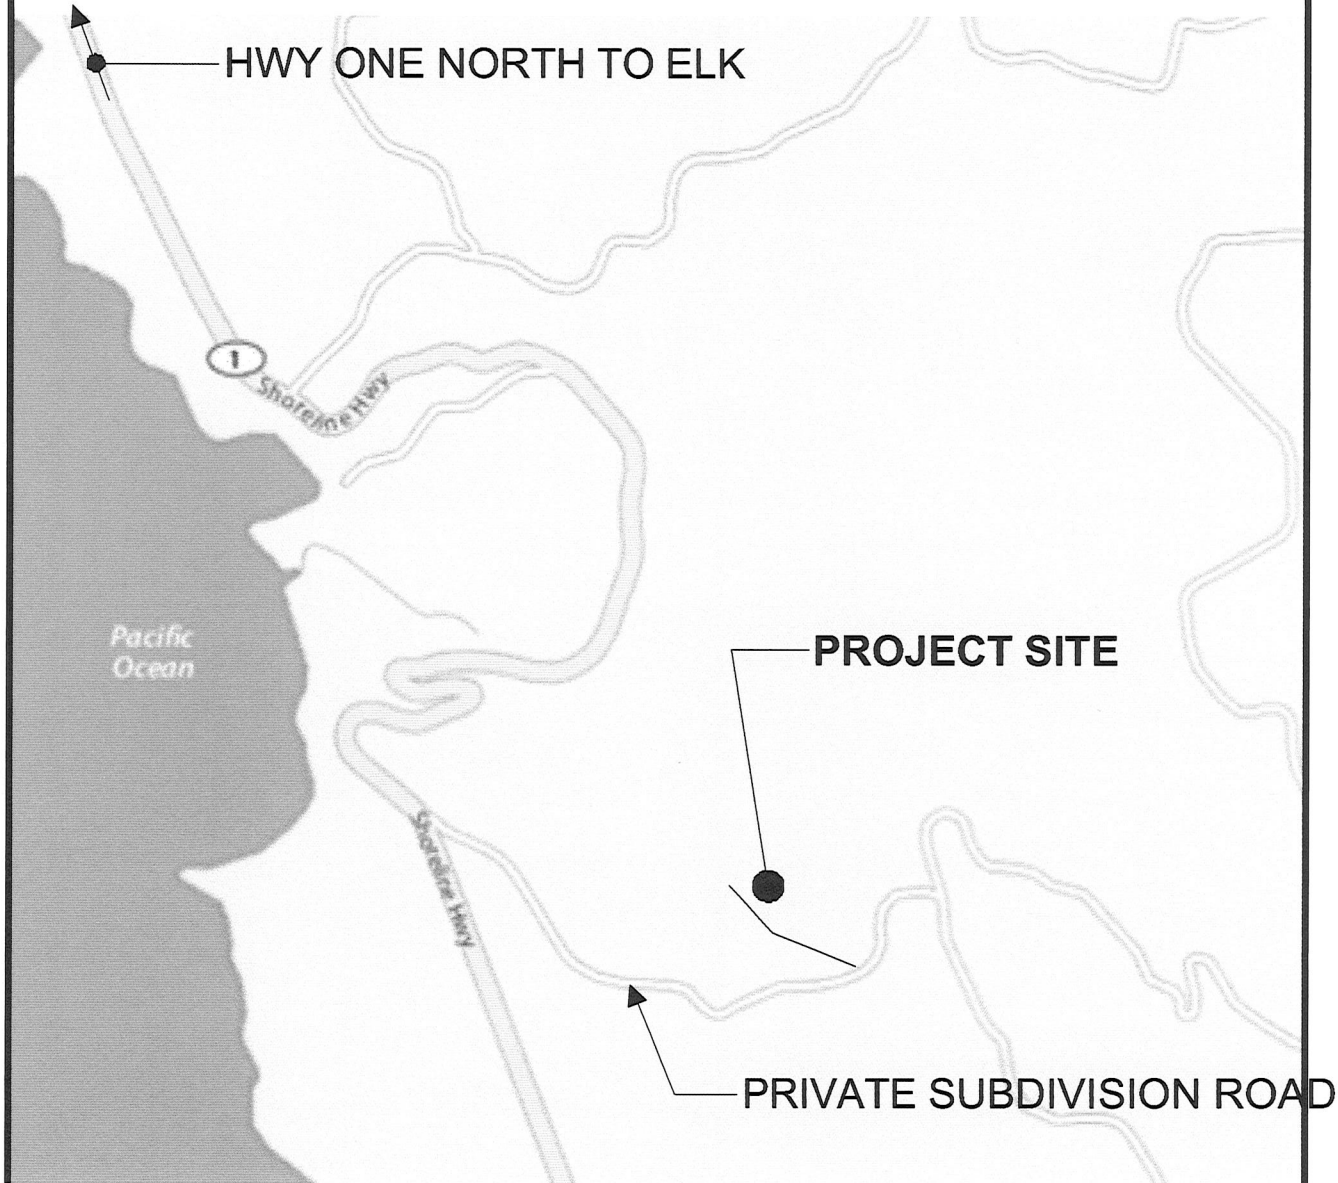 HWY ONE NORTH TO ELK
1
Shoreline Hwy
Pacific
Ocean
PROJECT SITE
Shoreline Hwy
PRIVATE SUBDIVISION ROAD